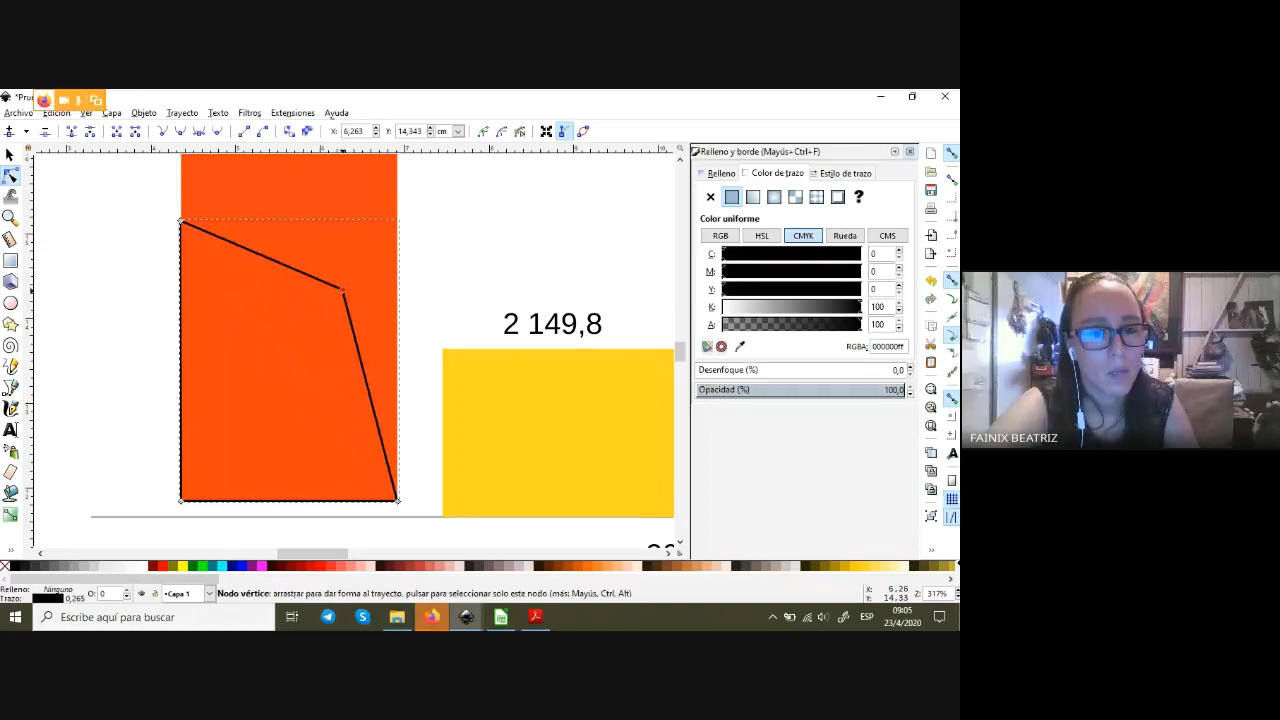 *Pru
Archivo Edición Ver Capa Objeto Trayecto Texto Filtros Extensiones Ayuda
X: 6,263 Y: 14,343 cm
Relleno y borde (Mayús+Ctrl+F)
Relleno Color de trazo Estilo de trazo
?
Color uniforme
RGB HSL CMYK Rueda CMS
C: 0
M: 0
Y: 0
K: 100
A: 100
RGBA: 000000ff
Desenfoque (%) 0,0
Opacidad (%) 100,0
2 149,8
FAINIX BEATRIZ
Relleno: Ninguno
Trazo: 0,265 O: 0 •Capa 1 Nodo vértice: arrastrar para dar forma al trayecto, pulsar para seleccionar solo este nodo (más: Mayús, Ctrl, Alt)
X: 6,26
Y: 14,33
Z: 317%
Escribe aquí para buscar
ESP
09:05
23/4/2020